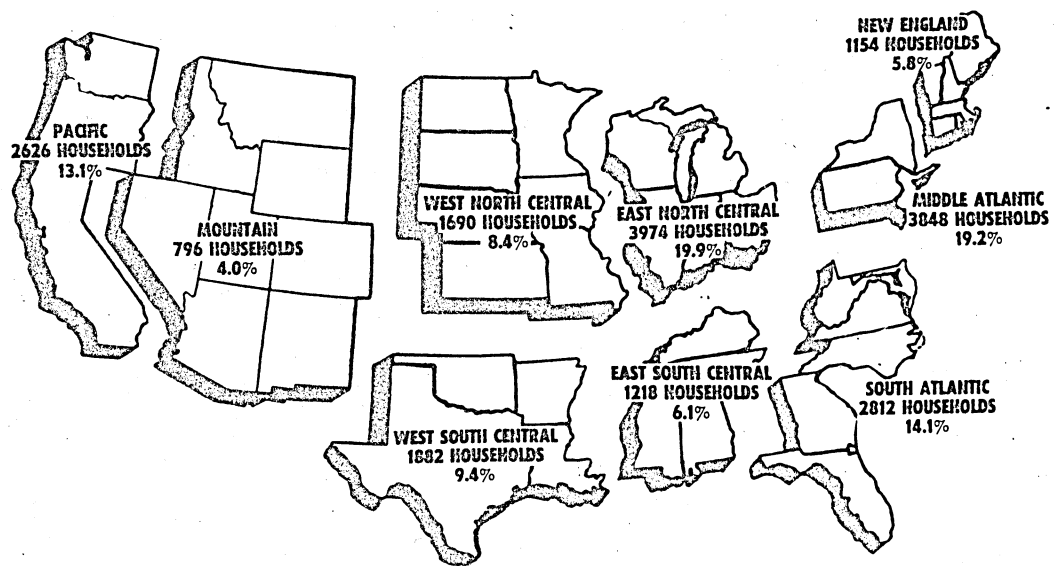 NEW ENGLAND
1154 HOUSEHOLDS
5.8%
PACIFIC
2626 HOUSEHOLDS
13.1%
MOUNTAIN
796 HOUSEHOLDS
4.0%
WEST NORTH CENTRAL
1690 HOUSEHOLDS
8.4%
EAST NORTH CENTRAL
3974 HOUSEHOLDS
19.9%
MIDDLE ATLANTIC
3848 HOUSEHOLDS
19.2%
WEST SOUTH CENTRAL
1882 HOUSEHOLDS
9.4%
EAST SOUTH CENTRAL
1218 HOUSEHOLDS
6.1%
SOUTH ATLANTIC
2812 HOUSEHOLDS
14.1%